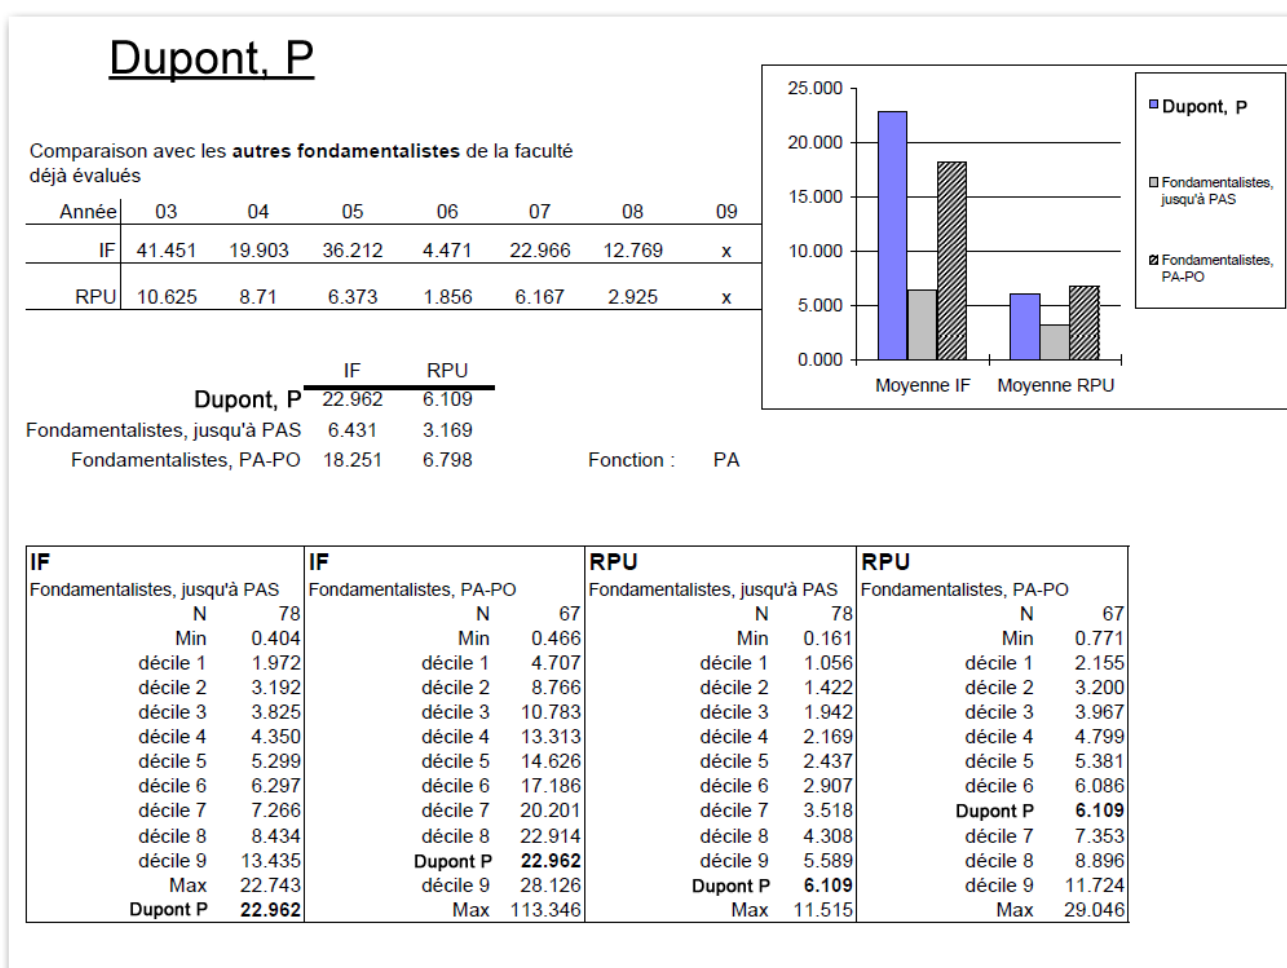 Dupont, P
Comparaison avec les autres fondamentalistes de la faculté
déjà évalués
Année 03 04 05 06 07 08 09
IF 41.451 19.903 36.212 4.471 22.966 12.769 x
RPU 10.625 8.71 6.373 1.856 6.167 2.925 x
25.000
20.000
15.000
10.000
5.000
0.000
Moyenne IF Moyenne RPU
Dupont, P
Fondamentalistes,
jusqu'à PAS
Fondamentalistes,
PA-PO
IF RPU
Dupont, P 22.962 6.109
Fondamentalistes, jusqu'à PAS 6.431 3.169
Fondamentalistes, PA-PO 18.251 6.798 Fonction : PA
IF IF RPU RPU
Fondamentalistes, jusqu'à PAS Fondamentalistes, PA-PO Fondamentalistes, jusqu'à PAS Fondamentalistes, PA-PO
N 78 N 67 N 78 N 67
Min 0.404 Min 0.466 Min 0.161 Min 0.771
décile 1 1.972 décile 1 4.707 décile 1 1.056 décile 1 2.155
décile 2 3.192 décile 2 8.766 décile 2 1.422 décile 2 3.200
décile 3 3.825 décile 3 10.783 décile 3 1.942 décile 3 3.967
décile 4 4.350 décile 4 13.313 décile 4 2.169 décile 4 4.799
décile 5 5.299 décile 5 14.626 décile 5 2.437 décile 5 5.381
décile 6 6.297 décile 6 17.186 décile 6 2.907 décile 6 6.086
décile 7 7.266 décile 7 20.201 décile 7 3.518 Dupont P 6.109
décile 8 8.434 décile 8 22.914 décile 8 4.308 décile 7 7.353
décile 9 13.435 Dupont P 22.962 décile 9 5.589 décile 8 8.896
Max 22.743 décile 9 28.126 Dupont P 6.109 décile 9 11.724
Dupont P 22.962 Max 113.346 Max 11.515 Max 29.046